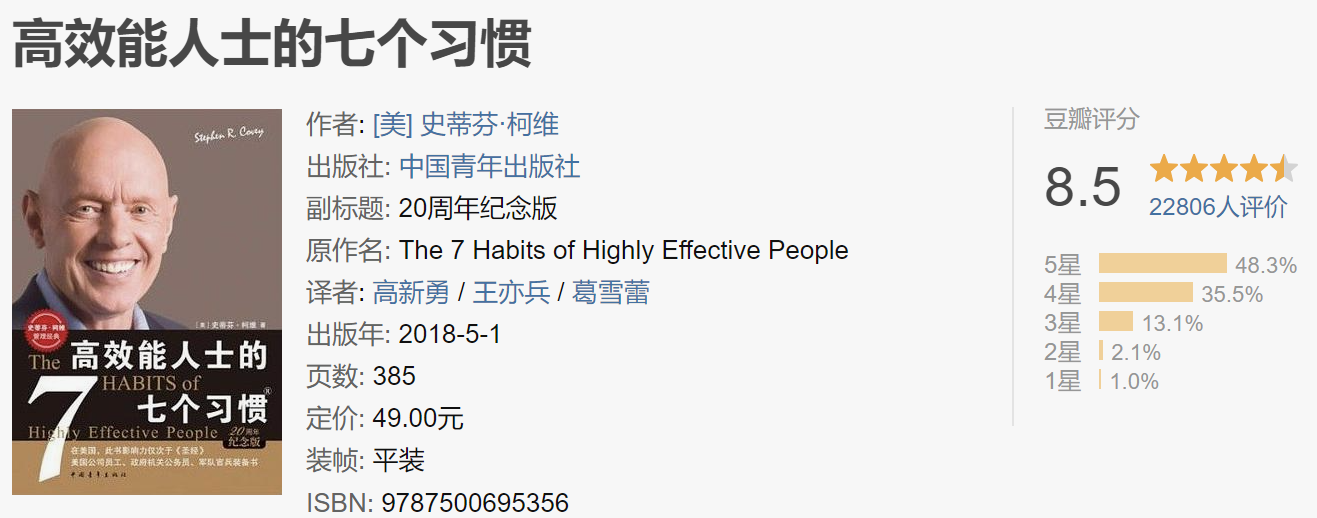 高效能人士的七个习惯
Stephen R. Covey
[美] 史蒂芬·柯维 著
史蒂芬·柯维
管理经典
The 高效能人士的
7 HABITS of
七个习惯®
Highly Effective People 20周年
纪念版
在美国，此书影响力仅次于《圣经》
美国公司员工、政府机关公务员、军队官兵装备书
中国青年出版社
作者: [美] 史蒂芬·柯维
出版社: 中国青年出版社
副标题: 20周年纪念版
原作名: The 7 Habits of Highly Effective People
译者: 高新勇 / 王亦兵 / 葛雪蕾
出版年: 2018-5-1
页数: 385
定价: 49.00元
装帧: 平装
ISBN: 9787500695356
豆瓣评分
8.5
22806人评价
5星 48.3%
4星 35.5%
3星 13.1%
2星 2.1%
1星 1.0%